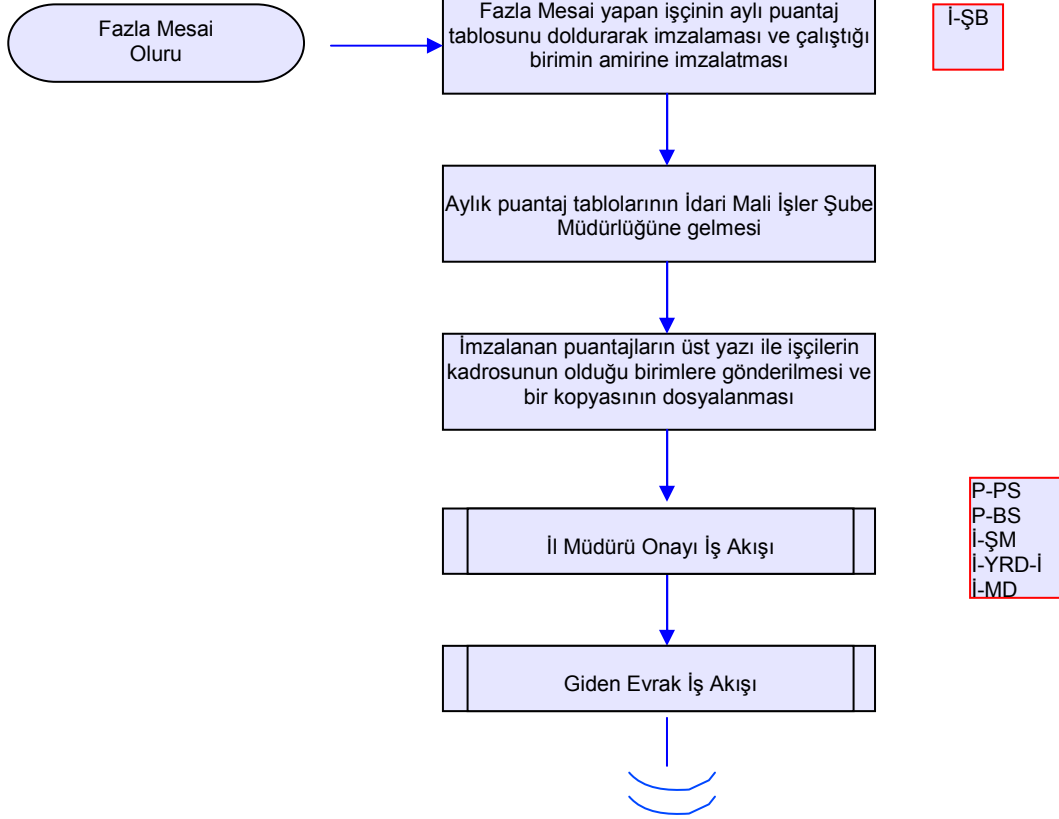 Fazla Mesai
Oluru
Fazla Mesai yapan işçinin aylı puantaj
tablosunu doldurarak imzalaması ve çalıştığı
birimin amirine imzalatması
İ-ŞB
Aylık puantaj tablolarının İdari Mali İşler Şube
Müdürlüğüne gelmesi
İmzalanan puantajların üst yazı ile işçilerin
kadrosunun olduğu birimlere gönderilmesi ve
bir kopyasının dosyalanması
İl Müdürü Onayı İş Akışı
P-PS
P-BS
İ-ŞM
İ-YRD-İ
İ-MD
Giden Evrak İş Akışı